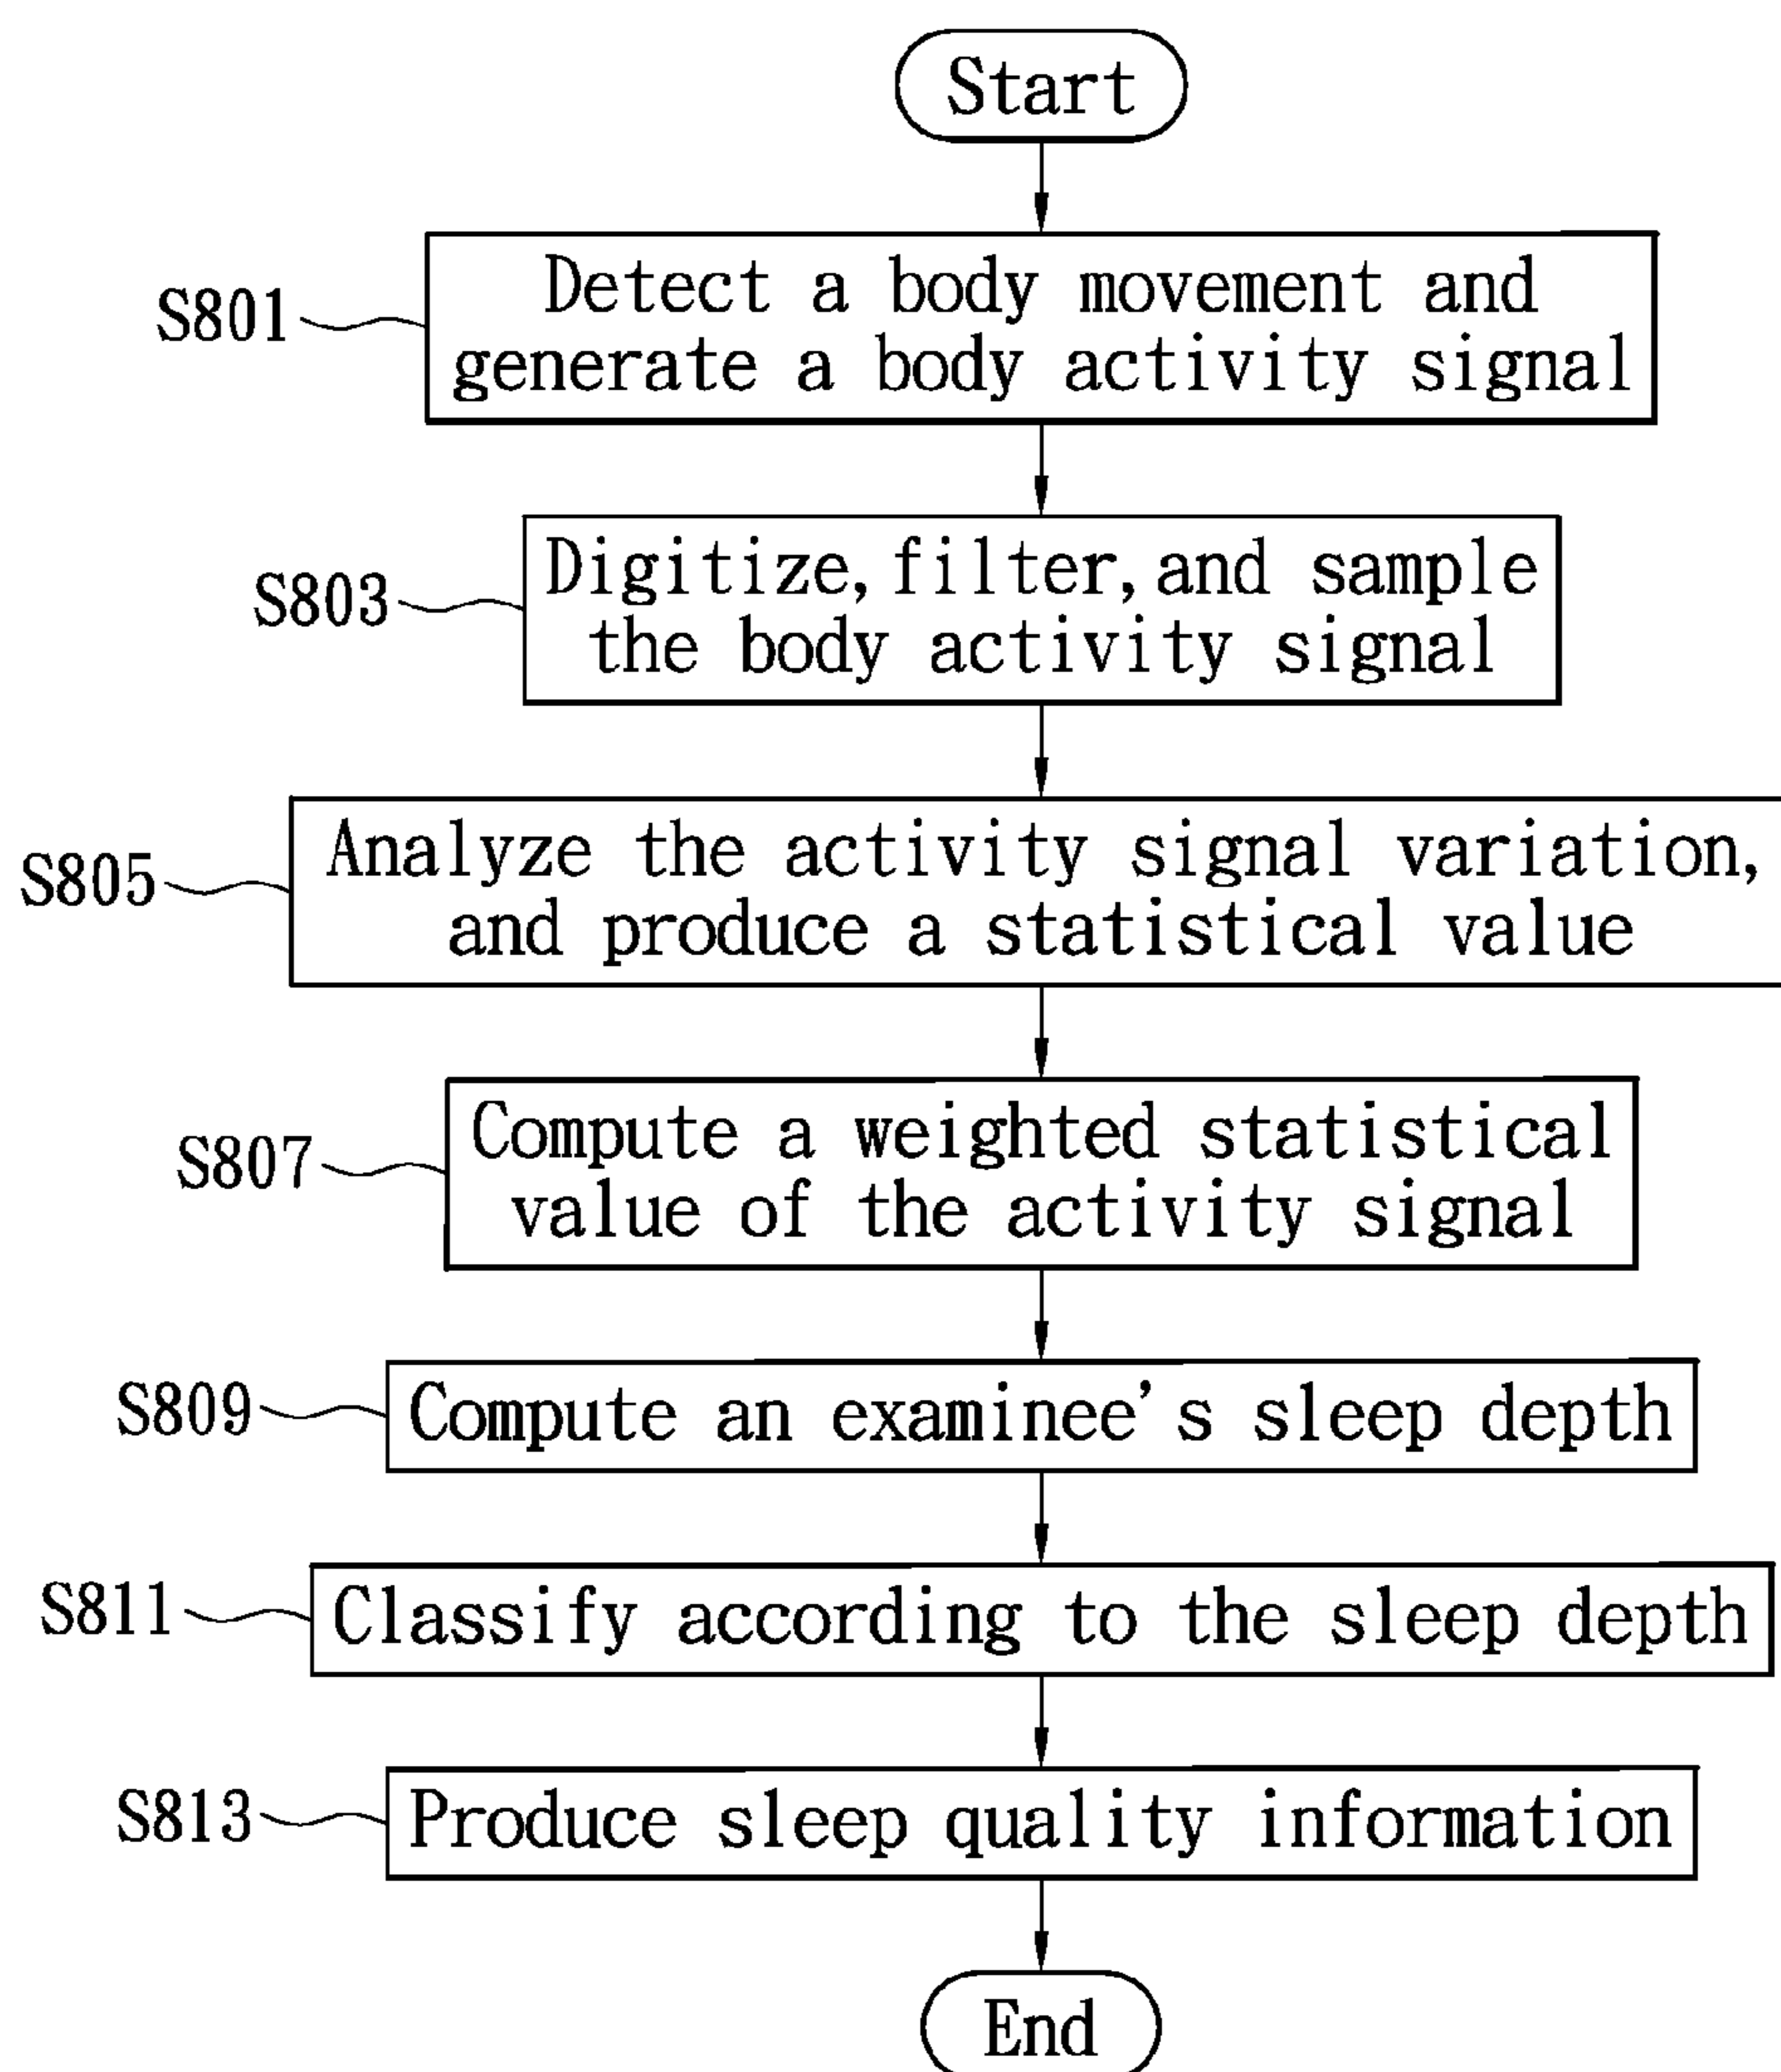 Start
S801
Detect a body movement and
generate a body activity signal
S803
Digitize, filter, and sample
the body activity signal
S805
Analyze the activity signal variation,
and produce a statistical value
S807
Compute a weighted statistical
value of the activity signal
S809
Compute an examinee's sleep depth
S811
Classify according to the sleep depth
S813
Produce sleep quality information
End